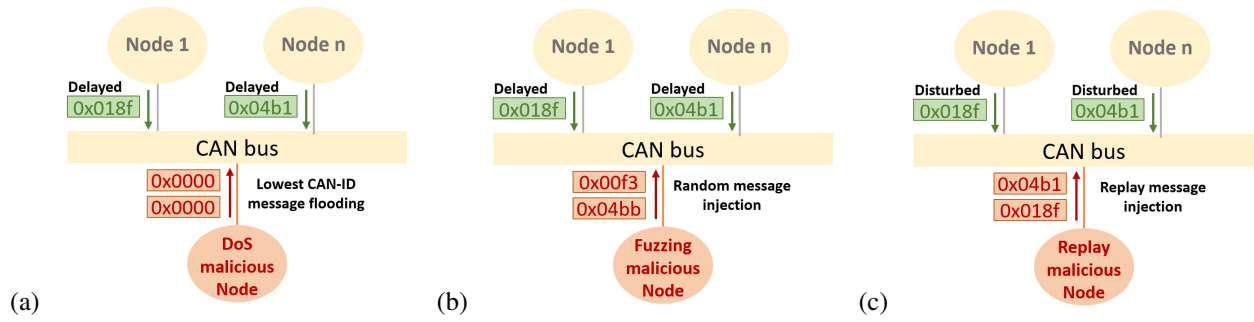 Node 1
Node n
Delayed
0x018f
Delayed
0x04b1
CAN bus
0x0000
0x0000
Lowest CAN-ID
message flooding
DoS
malicious
Node
(a)
Node 1
Node n
Delayed
0x018f
Delayed
0x04b1
CAN bus
0x00f3
0x04bb
Random message
injection
Fuzzing
malicious
Node
(b)
Node 1
Node n
Disturbed
0x018f
Disturbed
0x04b1
CAN bus
0x04b1
0x018f
Replay message
injection
Replay
malicious
Node
(c)